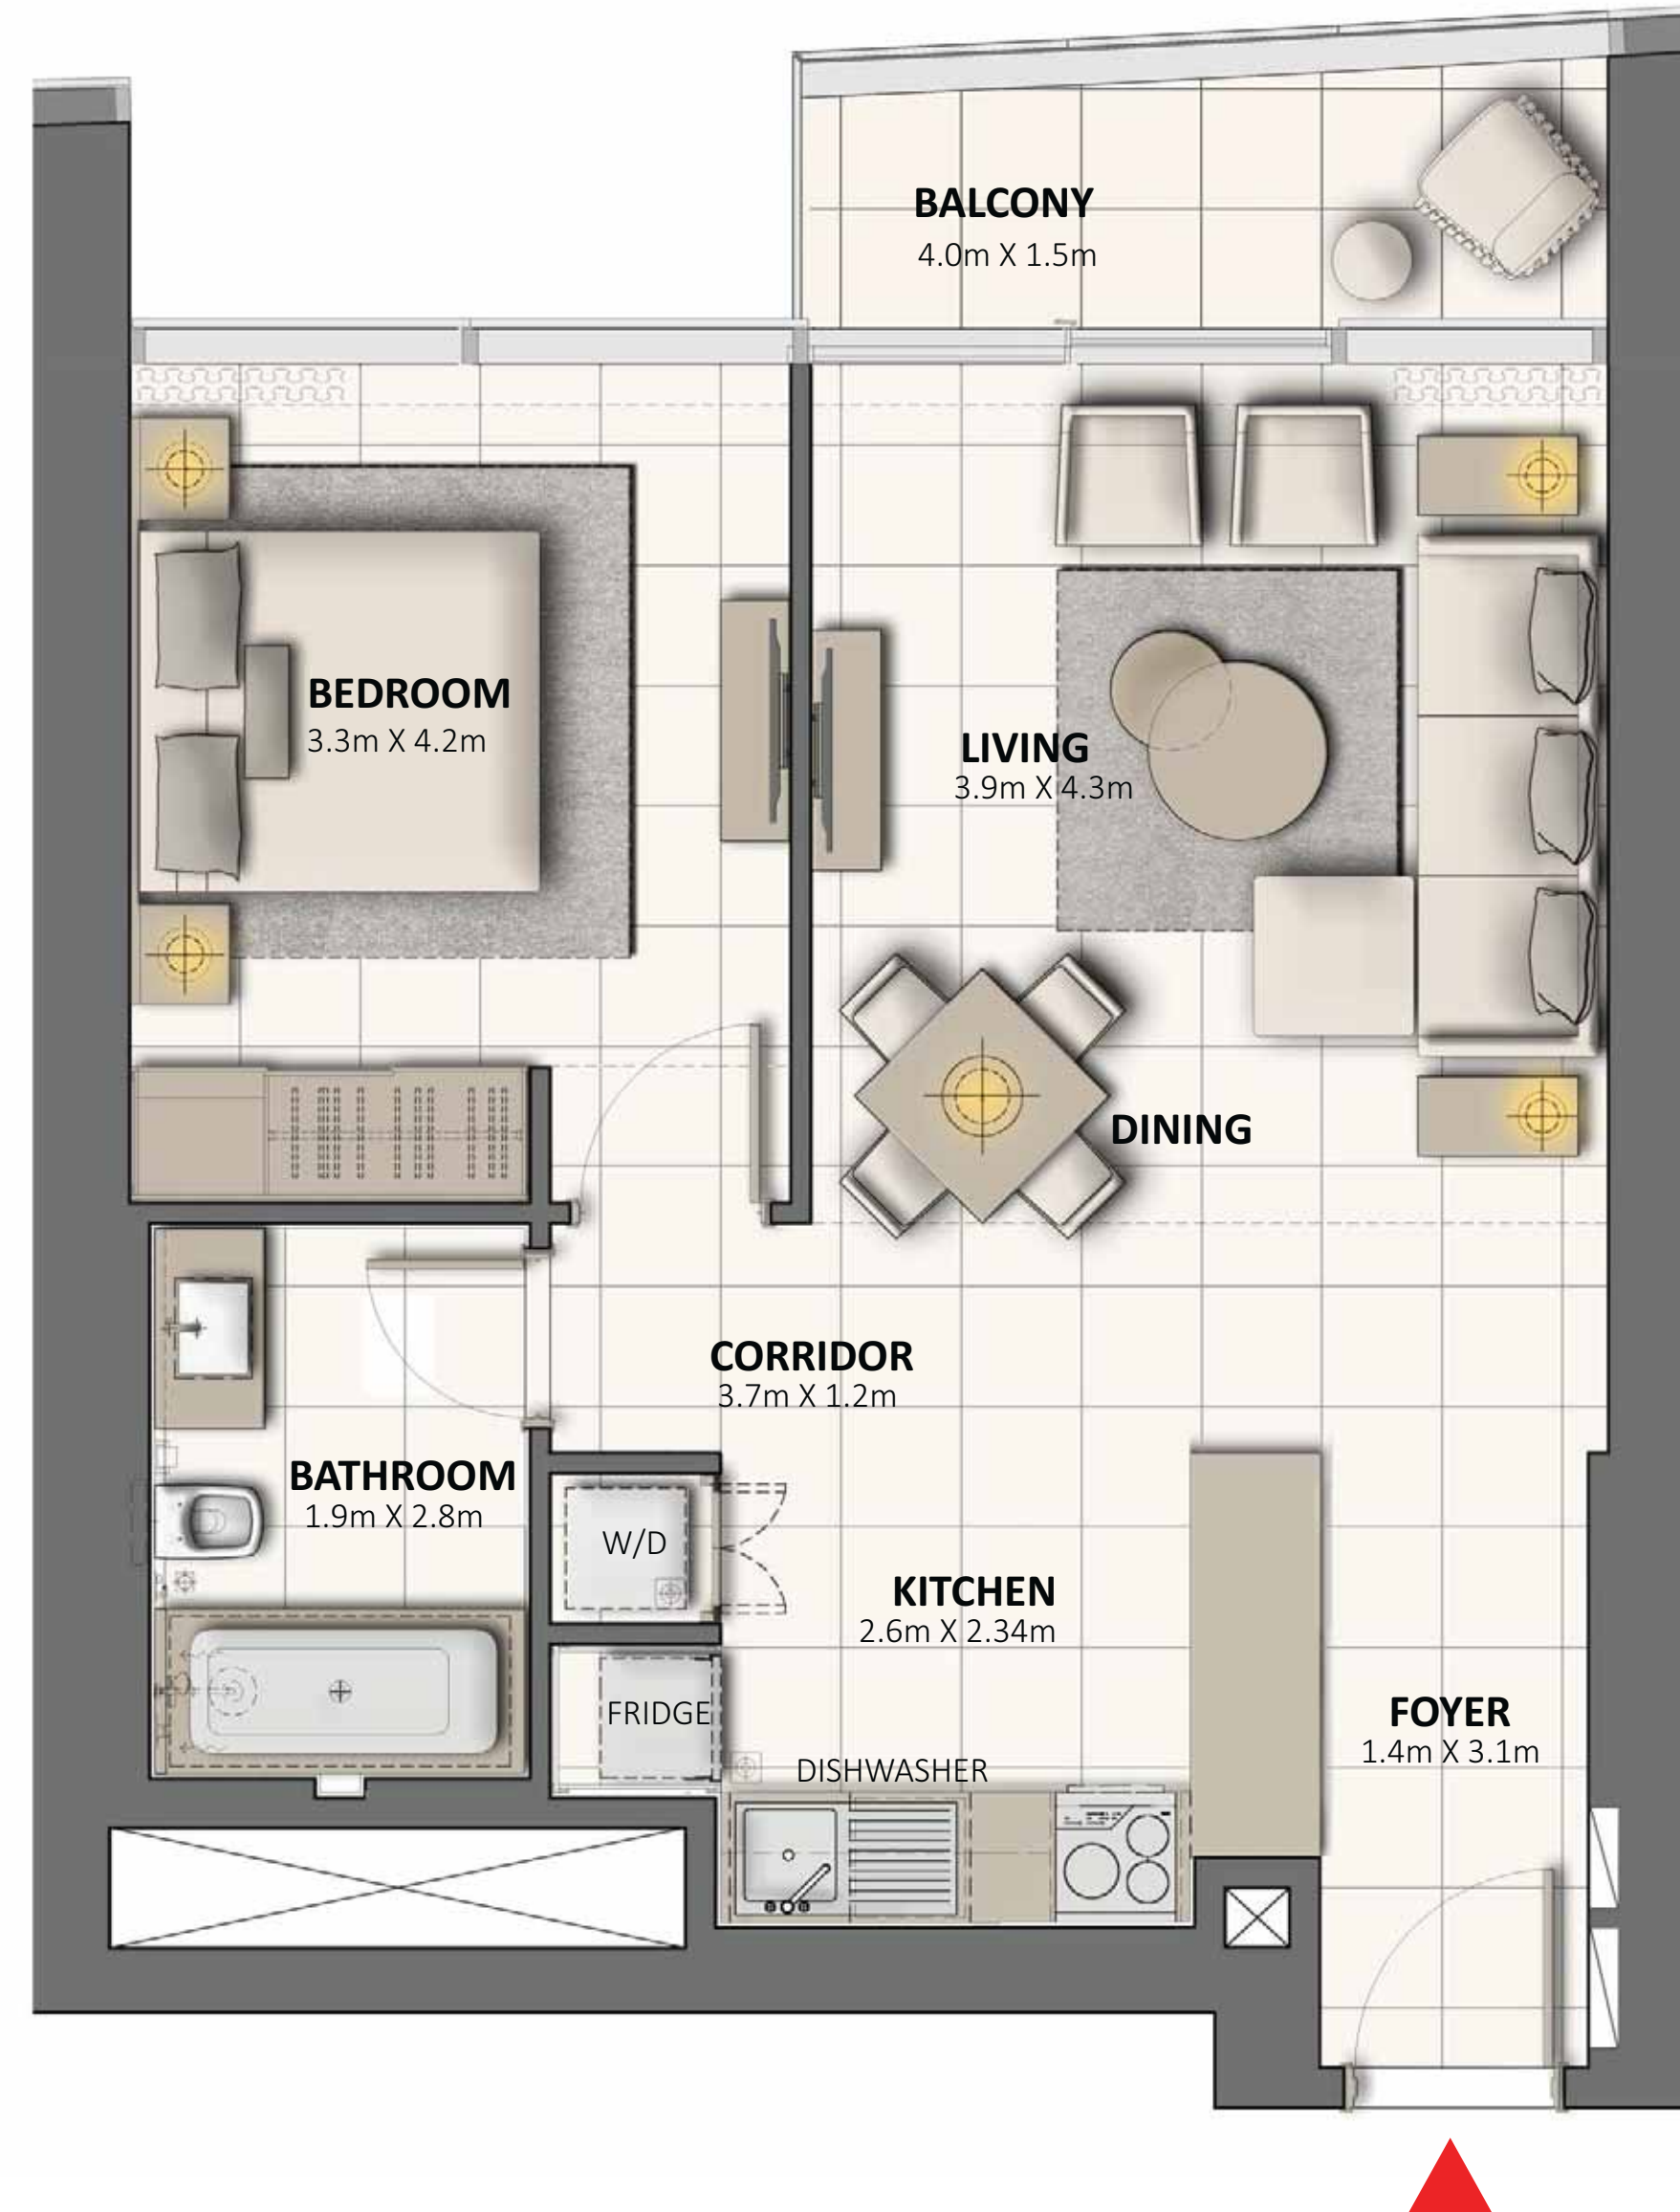 BALCONY
4.0m X 1.5m
BEDROOM
3.3m X 4.2m
LIVING
3.9m X 4.3m
DINING
CORRIDOR
3.7m X 1.2m
BATHROOM
1.9m X 2.8m
W/D
KITCHEN
2.6m X 2.34m
FRIDGE
FOYER
1.4m X 3.1m
DISHWASHER